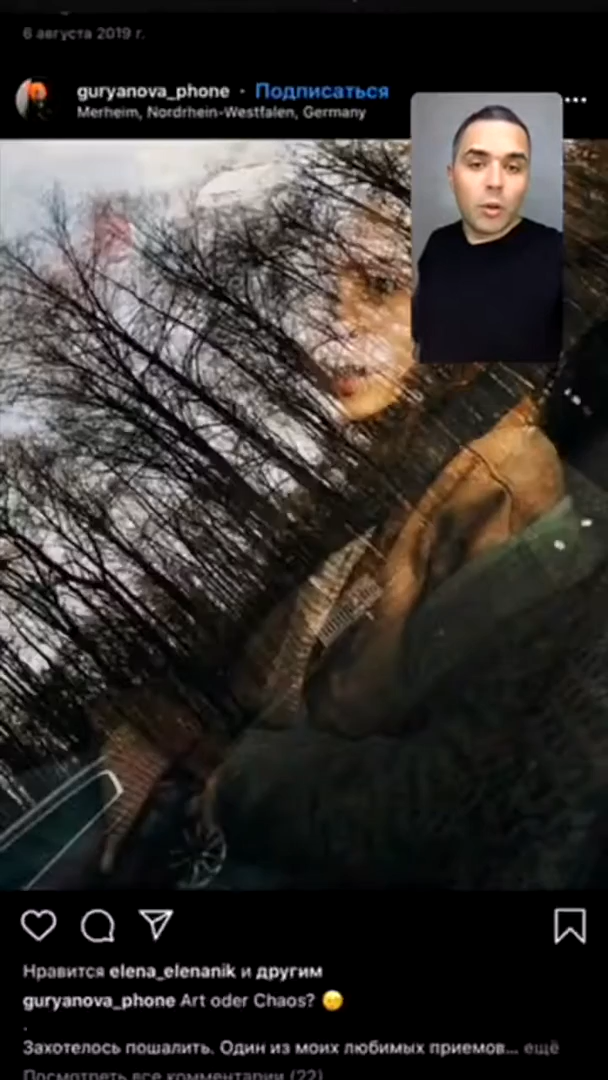 6 августа 2019 г.
guryanova_phone · Подписаться
Merheim, Nordrhein-Westfalen, Germany
Нравится elena_elenanik и другим
guryanova_phone Art oder Chaos? 😏
.
Захотелось пошалить. Один из моих любимых приемов... ещё
Посмотреть все комментарии (22)